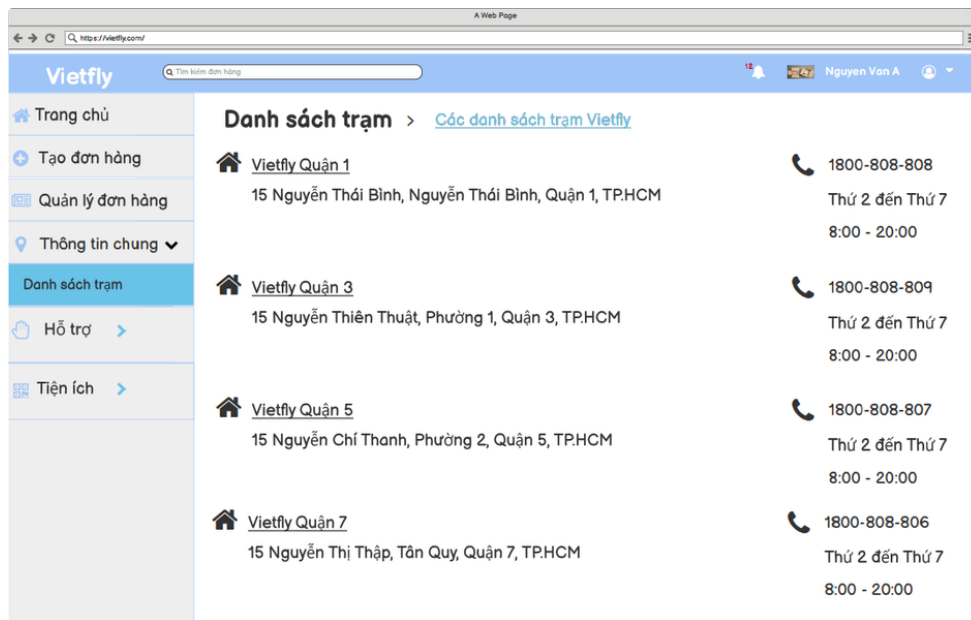 A Web Page
https://vietfly.com/
Vietfly
Tìm kiếm đơn hàng
12
Nguyen Van A
Trang chủ
Tạo đơn hàng
Quản lý đơn hàng
Thông tin chung
Danh sách trạm
Hỗ trợ
Tiện ích
Danh sách trạm > Các danh sách trạm Vietfly
Vietfly Quận 1
15 Nguyễn Thái Bình, Nguyễn Thái Bình, Quận 1, TP.HCM
1800-808-808
Thứ 2 đến Thứ 7
8:00 - 20:00
Vietfly Quận 3
15 Nguyễn Thiên Thuật, Phường 1, Quận 3, TP.HCM
1800-808-809
Thứ 2 đến Thứ 7
8:00 - 20:00
Vietfly Quận 5
15 Nguyễn Chí Thanh, Phường 2, Quận 5, TP.HCM
1800-808-807
Thứ 2 đến Thứ 7
8:00 - 20:00
Vietfly Quận 7
15 Nguyễn Thị Thập, Tân Quy, Quận 7, TP.HCM
1800-808-806
Thứ 2 đến Thứ 7
8:00 - 20:00